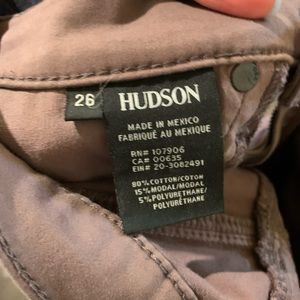 26
HUDSON
MADE IN MEXICO
FABRIQUÉ AU MEXIQUE
RN# 107906
CA# 00635
EIN# 20-3082491
80% COTTON/COTON
15% MODAL/MODAL
5% POLYURETHANE/
POLYURÉTHANE